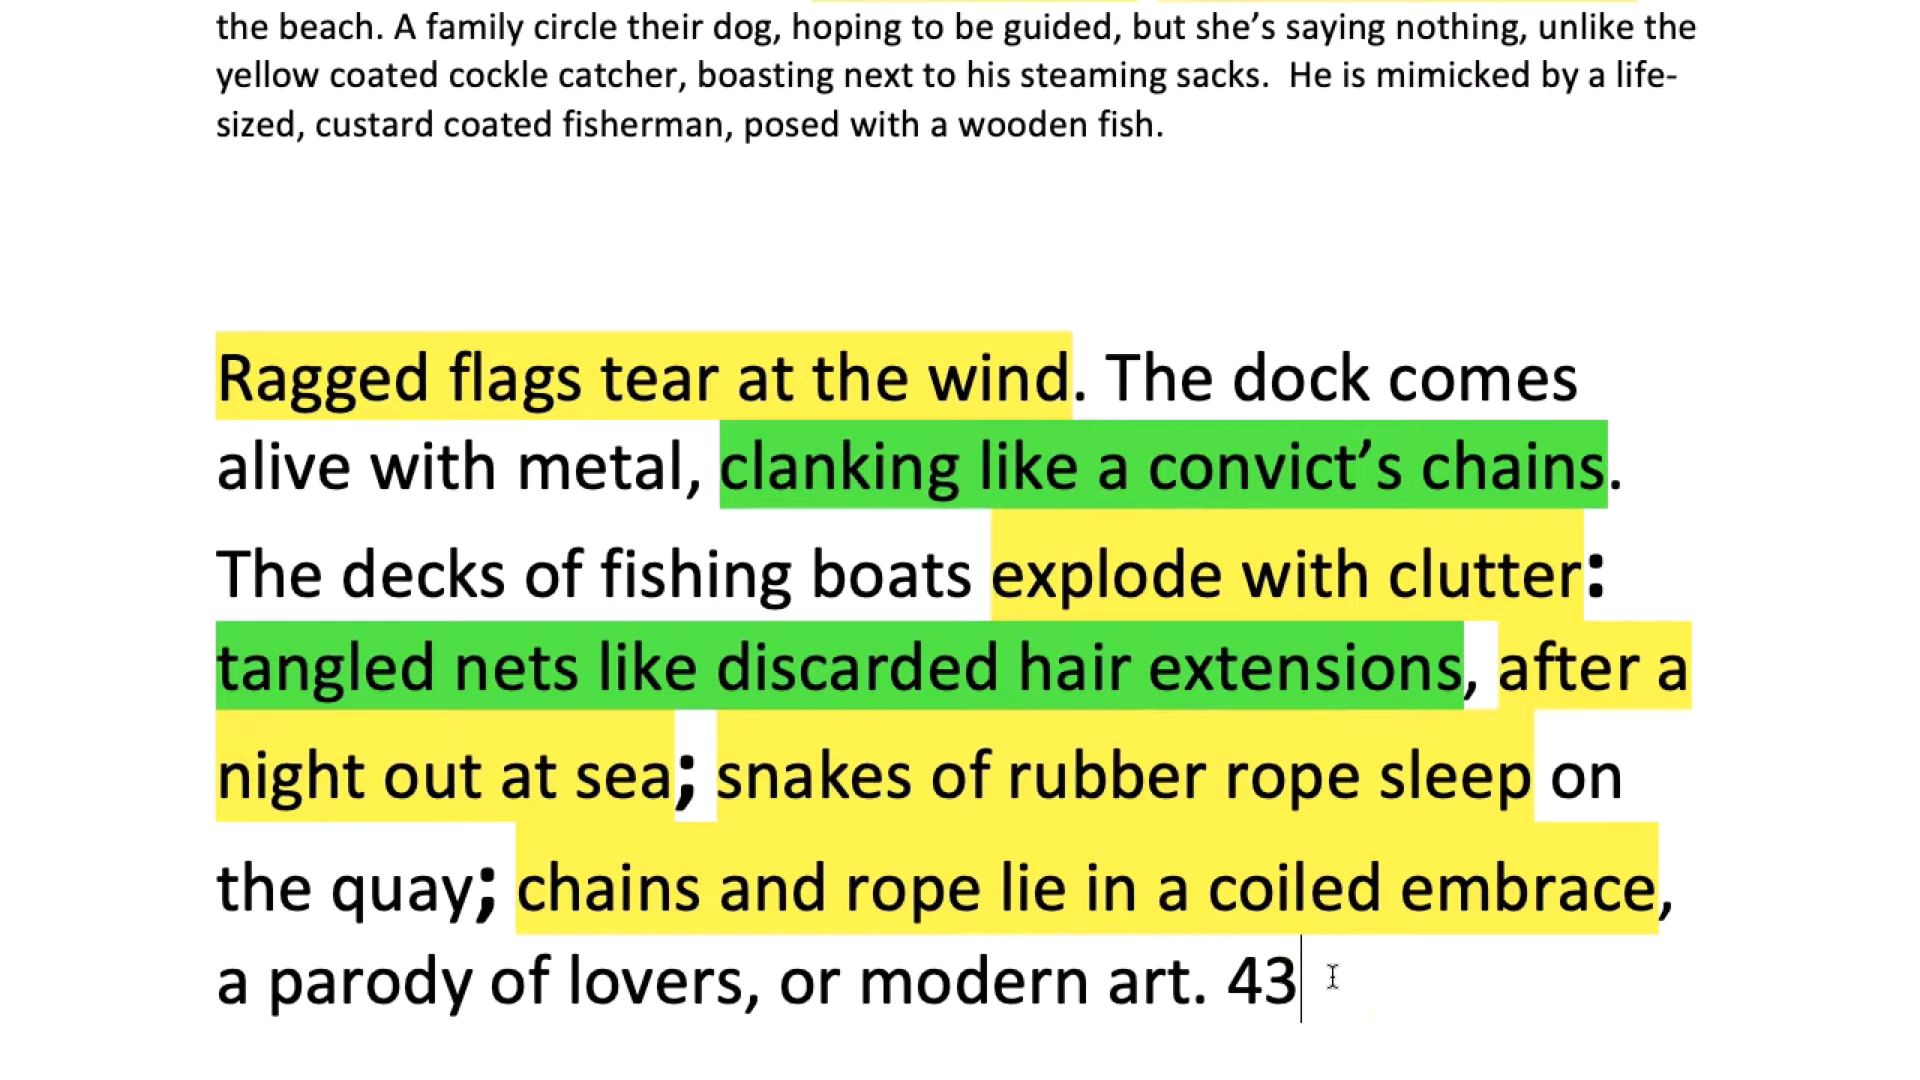 the beach. A family circle their dog, hoping to be guided, but she’s saying nothing, unlike the
yellow coated cockle catcher, boasting next to his steaming sacks.  He is mimicked by a life-
sized, custard coated fisherman, posed with a wooden fish.
Ragged flags tear at the wind. The dock comes
alive with metal, clanking like a convict’s chains.
The decks of fishing boats explode with clutter:
tangled nets like discarded hair extensions, after a
night out at sea; snakes of rubber rope sleep on
the quay; chains and rope lie in a coiled embrace,
a parody of lovers, or modern art. 43